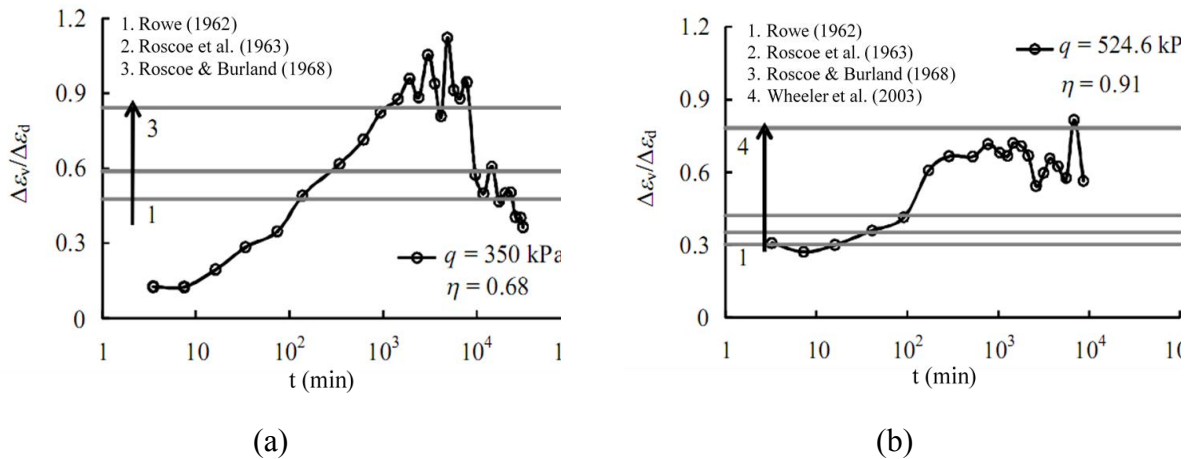 1.2
0.9
0.6
0.3
0
Δεv/Δεd
1. Rowe (1962)
2. Roscoe et al. (1963)
3. Roscoe & Burland (1968)
3
1
q = 350 kPa
η = 0.68
1 10 10² 10³ 10⁴ 10
t (min)
(a)
1.2
0.9
0.6
0.3
0
Δεv/Δεd
1. Rowe (1962)
2. Roscoe et al. (1963)
3. Roscoe & Burland (1968)
4. Wheeler et al. (2003)
q = 524.6 kP
η = 0.91
4
1
1 10 10² 10³ 10⁴ 10
t (min)
(b)